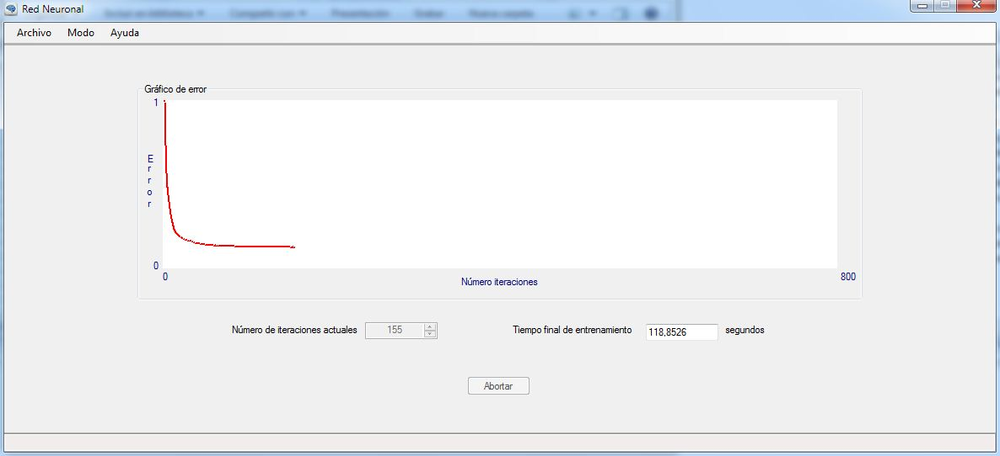 Red Neuronal
Archivo Modo Ayuda
Gráfico de error
1
Error
0
0 800
Número iteraciones
Número de iteraciones actuales 155 Tiempo final de entrenamiento 118,8526 segundos
Abortar